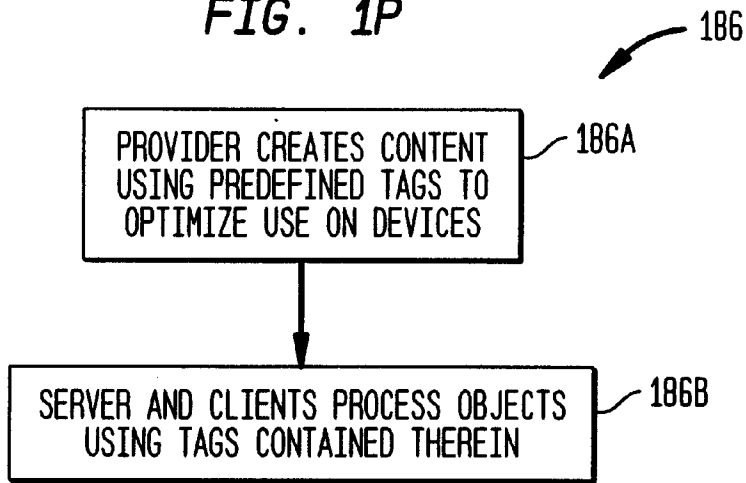 FIG. 1P
186
PROVIDER CREATES CONTENT
USING PREDEFINED TAGS TO
OPTIMIZE USE ON DEVICES
186A
SERVER AND CLIENTS PROCESS OBJECTS
USING TAGS CONTAINED THEREIN
186B